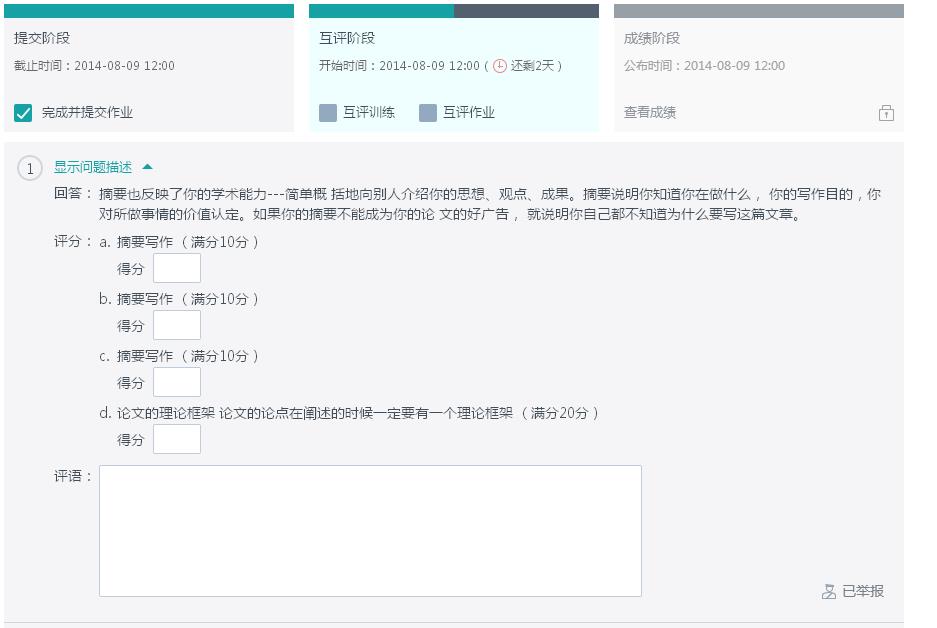 提交阶段
截止时间：2014-08-09 12:00
完成并提交作业
互评阶段
开始时间：2014-08-09 12:00 ( 还剩2天 )
互评训练 互评作业
成绩阶段
公布时间：2014-08-09 12:00
查看成绩
1 显示问题描述
回答： 摘要也反映了你的学术能力---简单概 括地向别人介绍你的思想、观点、成果。摘要说明你知道你在做什么， 你的写作目的，你
对所做事情的价值认定。如果你的摘要不能成为你的论 文的好广告， 就说明你自己都不知道为什么要写这篇文章。
评分： a. 摘要写作 （ 满分10分 ）
得分
b. 摘要写作 （ 满分10分 ）
得分
c. 摘要写作 （ 满分10分 ）
得分
d. 论文的理论框架 论文的论点在阐述的时候一定要有一个理论框架 （ 满分20分 ）
得分
评语：
已举报